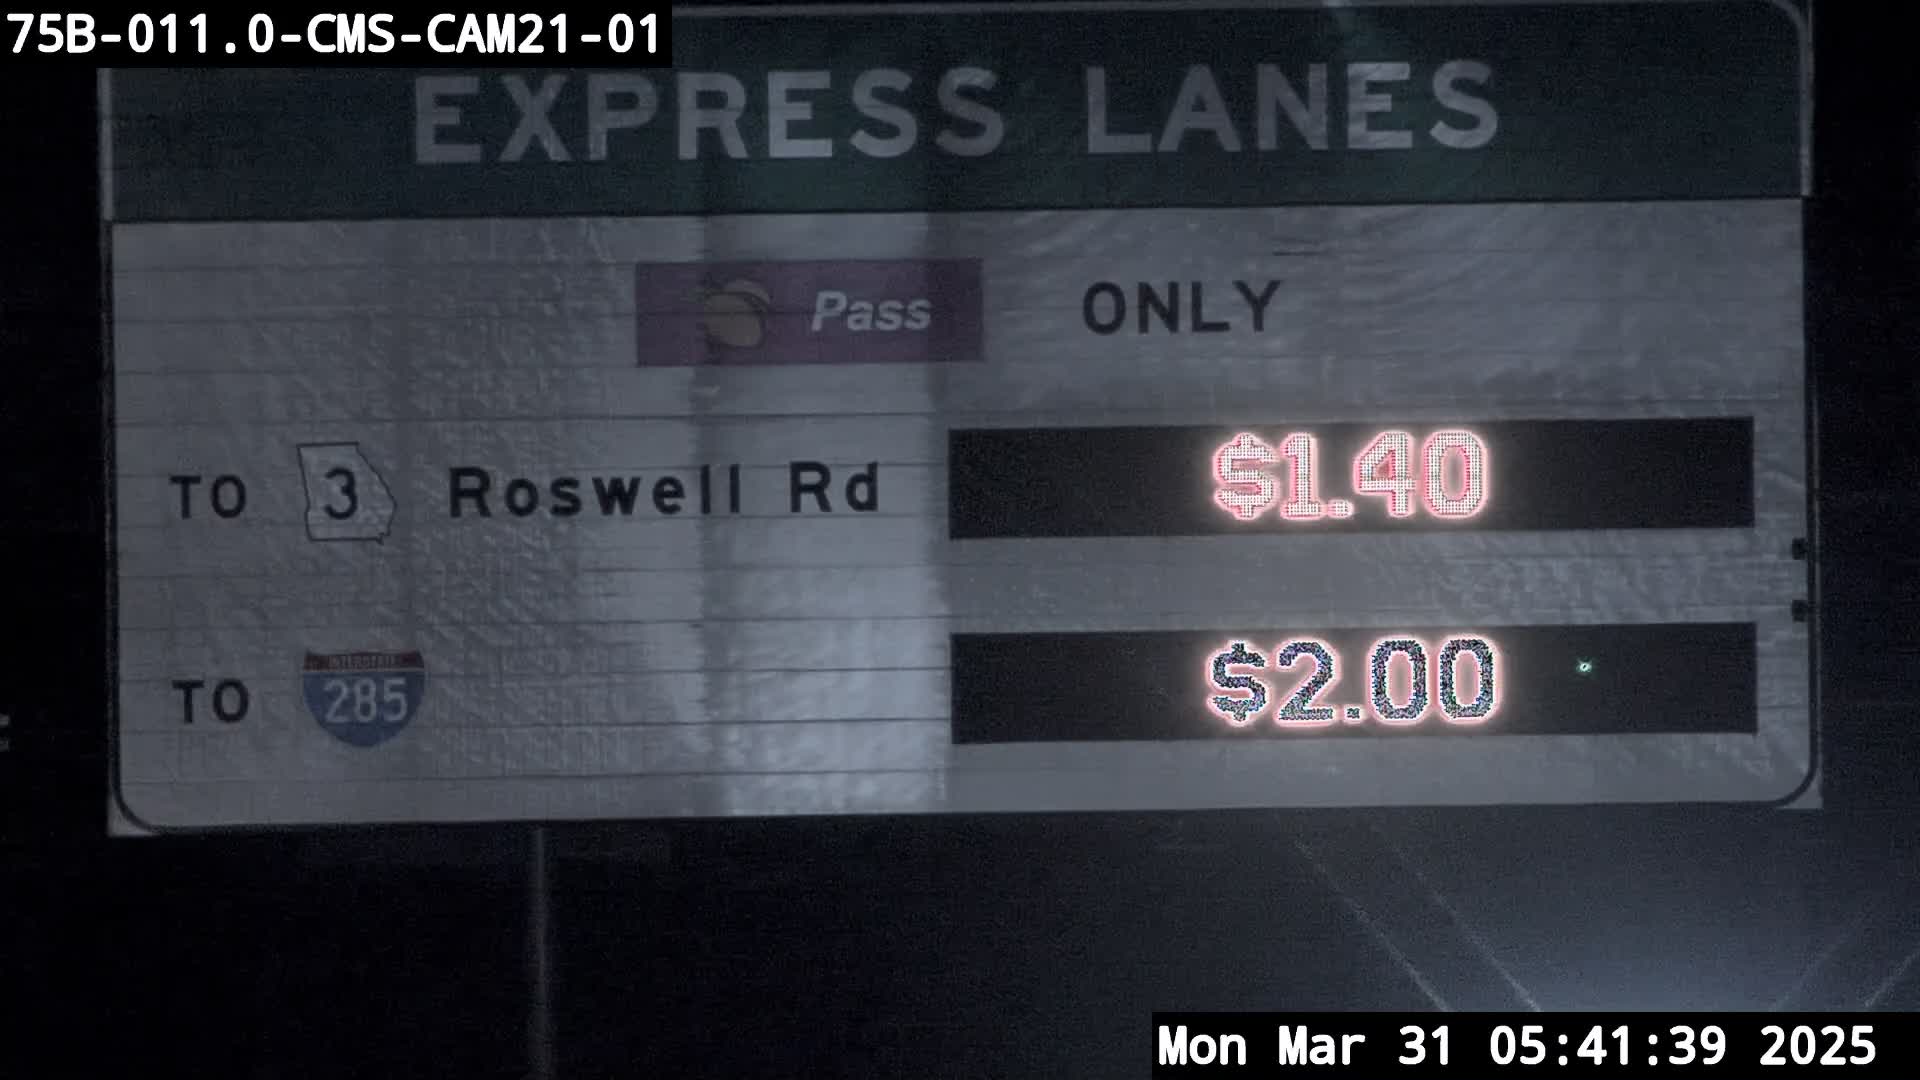 75B-011.0-CMS-CAM21-01
EXPRESS LANES
Pass ONLY
TO 3 Roswell Rd $1.40
INTERSTATE
TO 285 $2.00
Mon Mar 31 05:41:39 2025